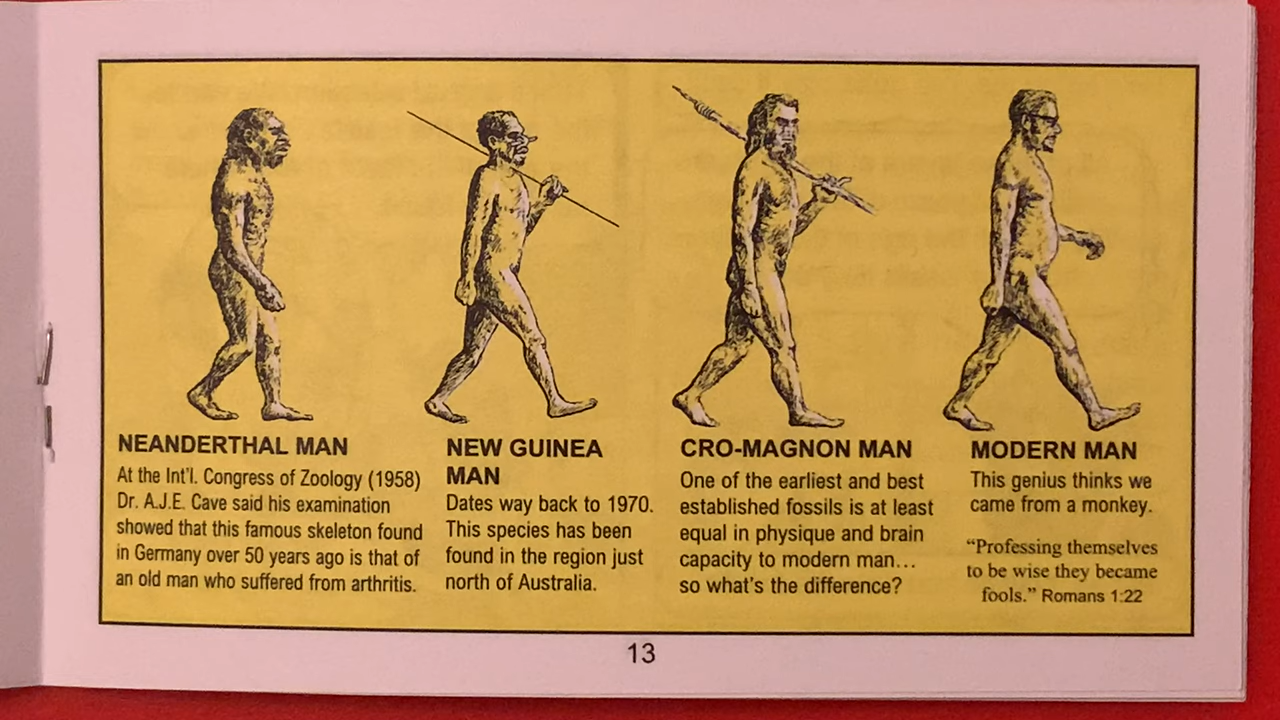 NEANDERTHAL MAN
At the Int'l. Congress of Zoology (1958)
Dr. A.J.E. Cave said his examination
showed that this famous skeleton found
in Germany over 50 years ago is that of
an old man who suffered from arthritis.
NEW GUINEA
MAN
Dates way back to 1970.
This species has been
found in the region just
north of Australia.
CRO-MAGNON MAN
One of the earliest and best
established fossils is at least
equal in physique and brain
capacity to modern man...
so what's the difference?
MODERN MAN
This genius thinks we
came from a monkey.
“Professing themselves
to be wise they became
fools.” Romans 1:22
13